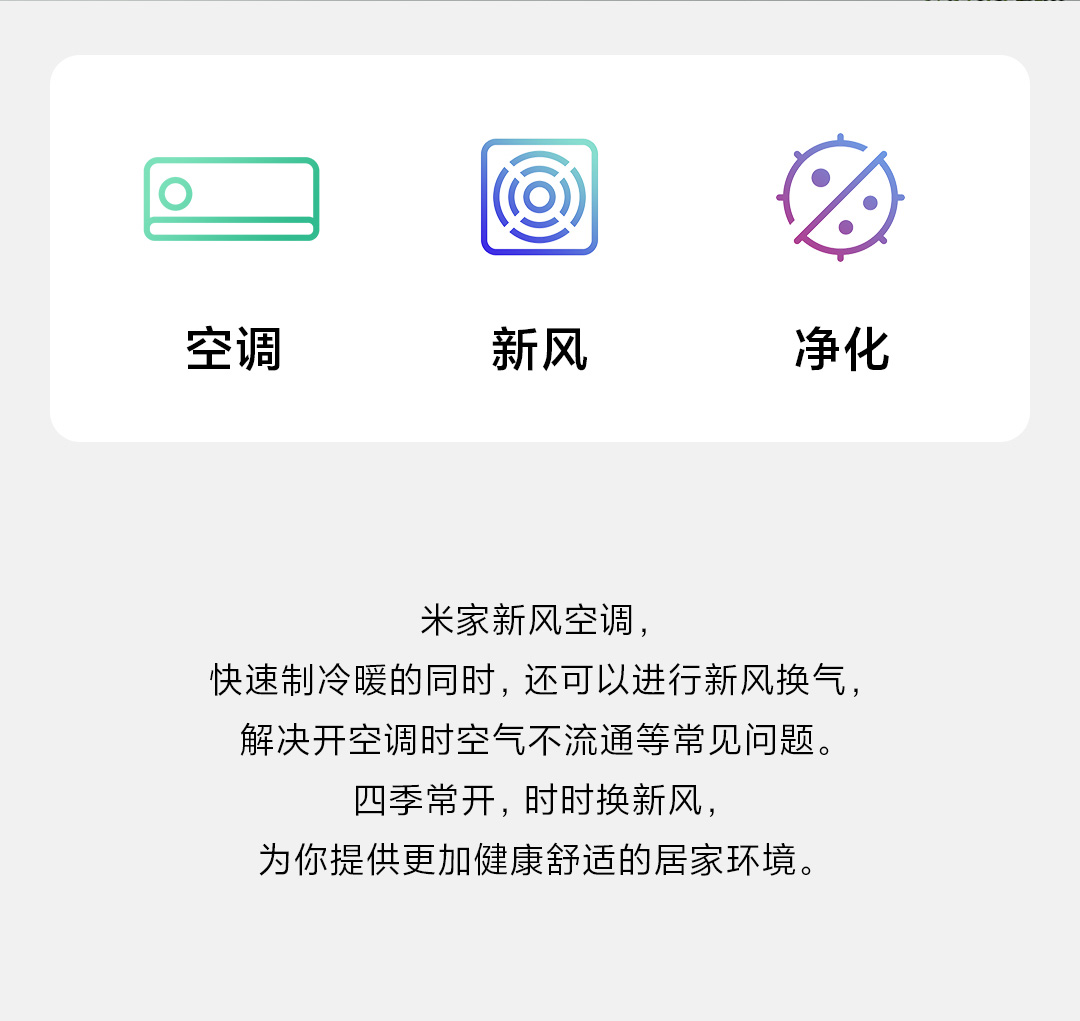 空调
新风
净化
米家新风空调，
快速制冷暖的同时，还可以进行新风换气，
解决开空调时空气不流通等常见问题。
四季常开，时时换新风，
为你提供更加健康舒适的居家环境。